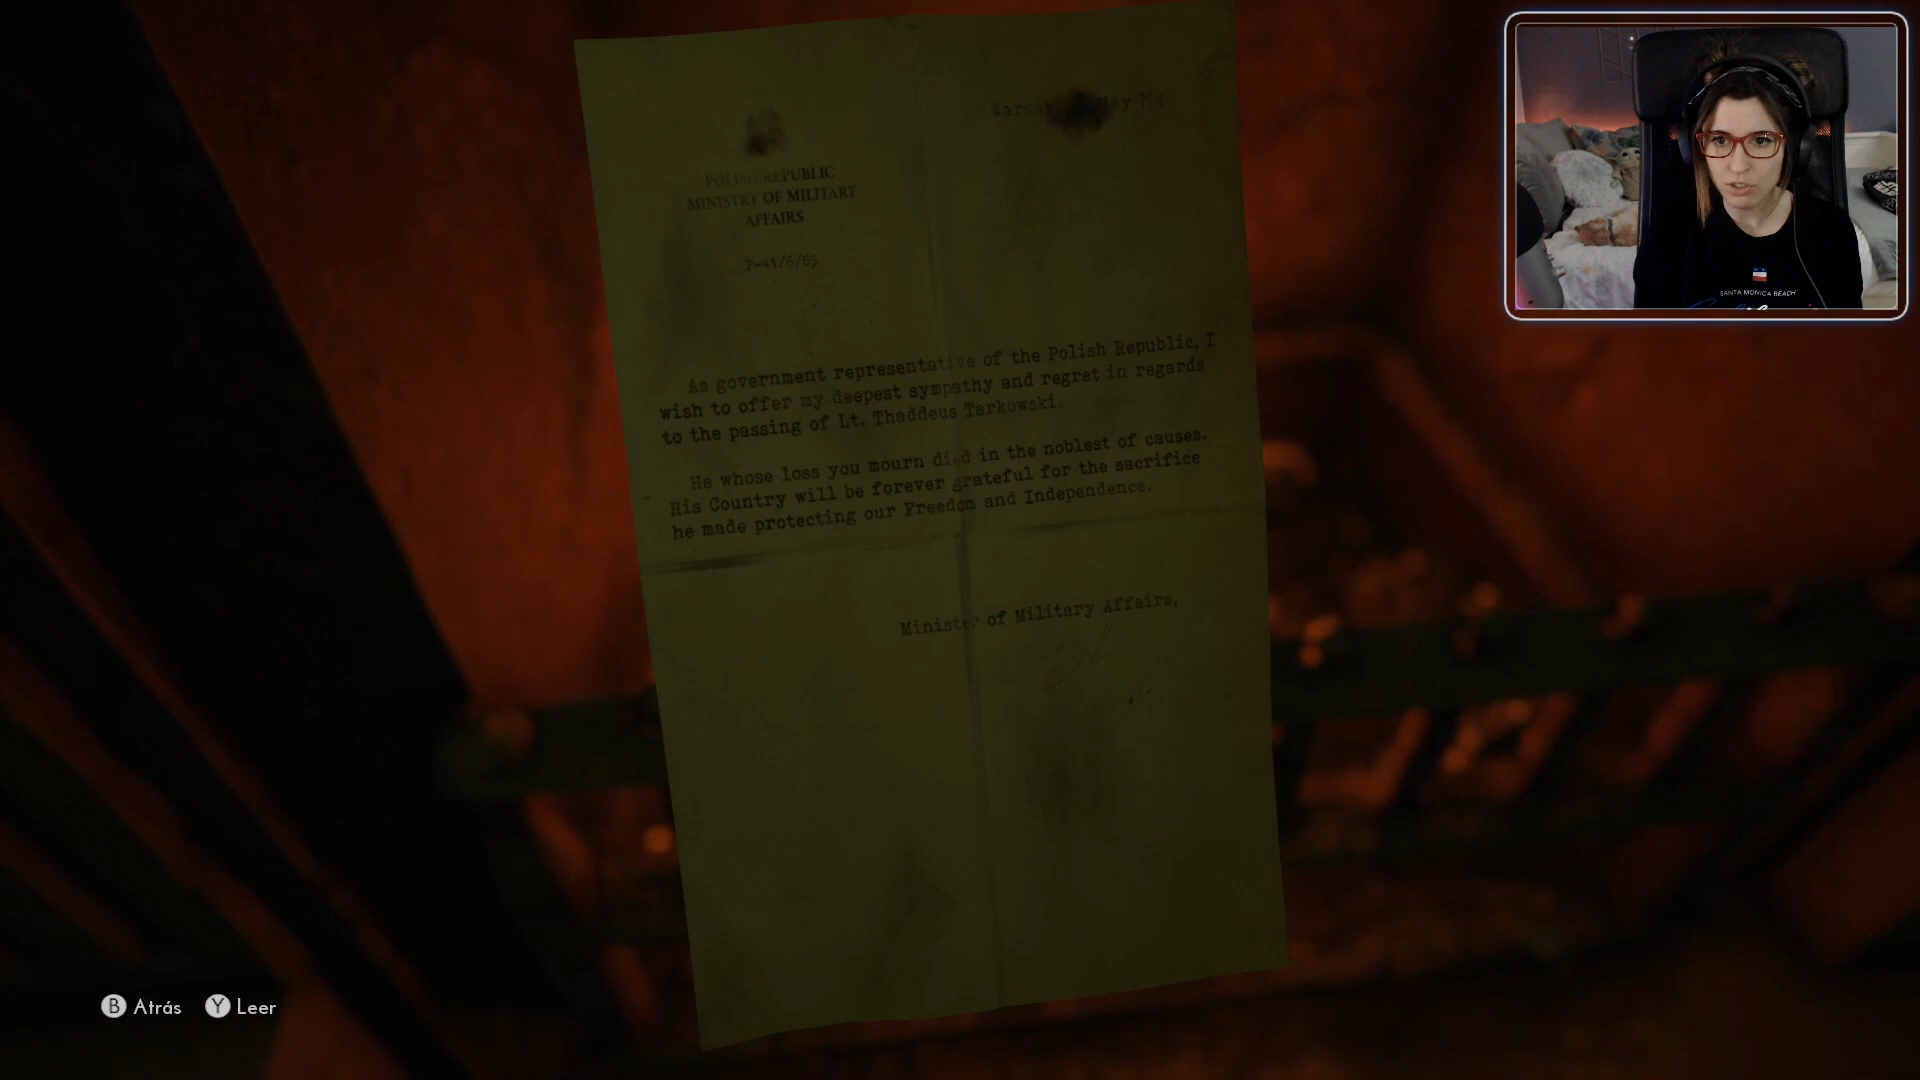 POLISH REPUBLIC
MINISTRY OF MILITARY
AFFAIRS
As government representative of the Polish Republic, I
wish to offer my deepest sympathy and regret in regards
to the passing of Lt. Thaddeus Tarkowski.
He whose loss you mourn died in the noblest of causes.
His Country will be forever grateful for the sacrifice
he made protecting our Freedom and Independence.
Minister of Military Affairs,
SANTA MONICA BEACH
B Atrás Y Leer